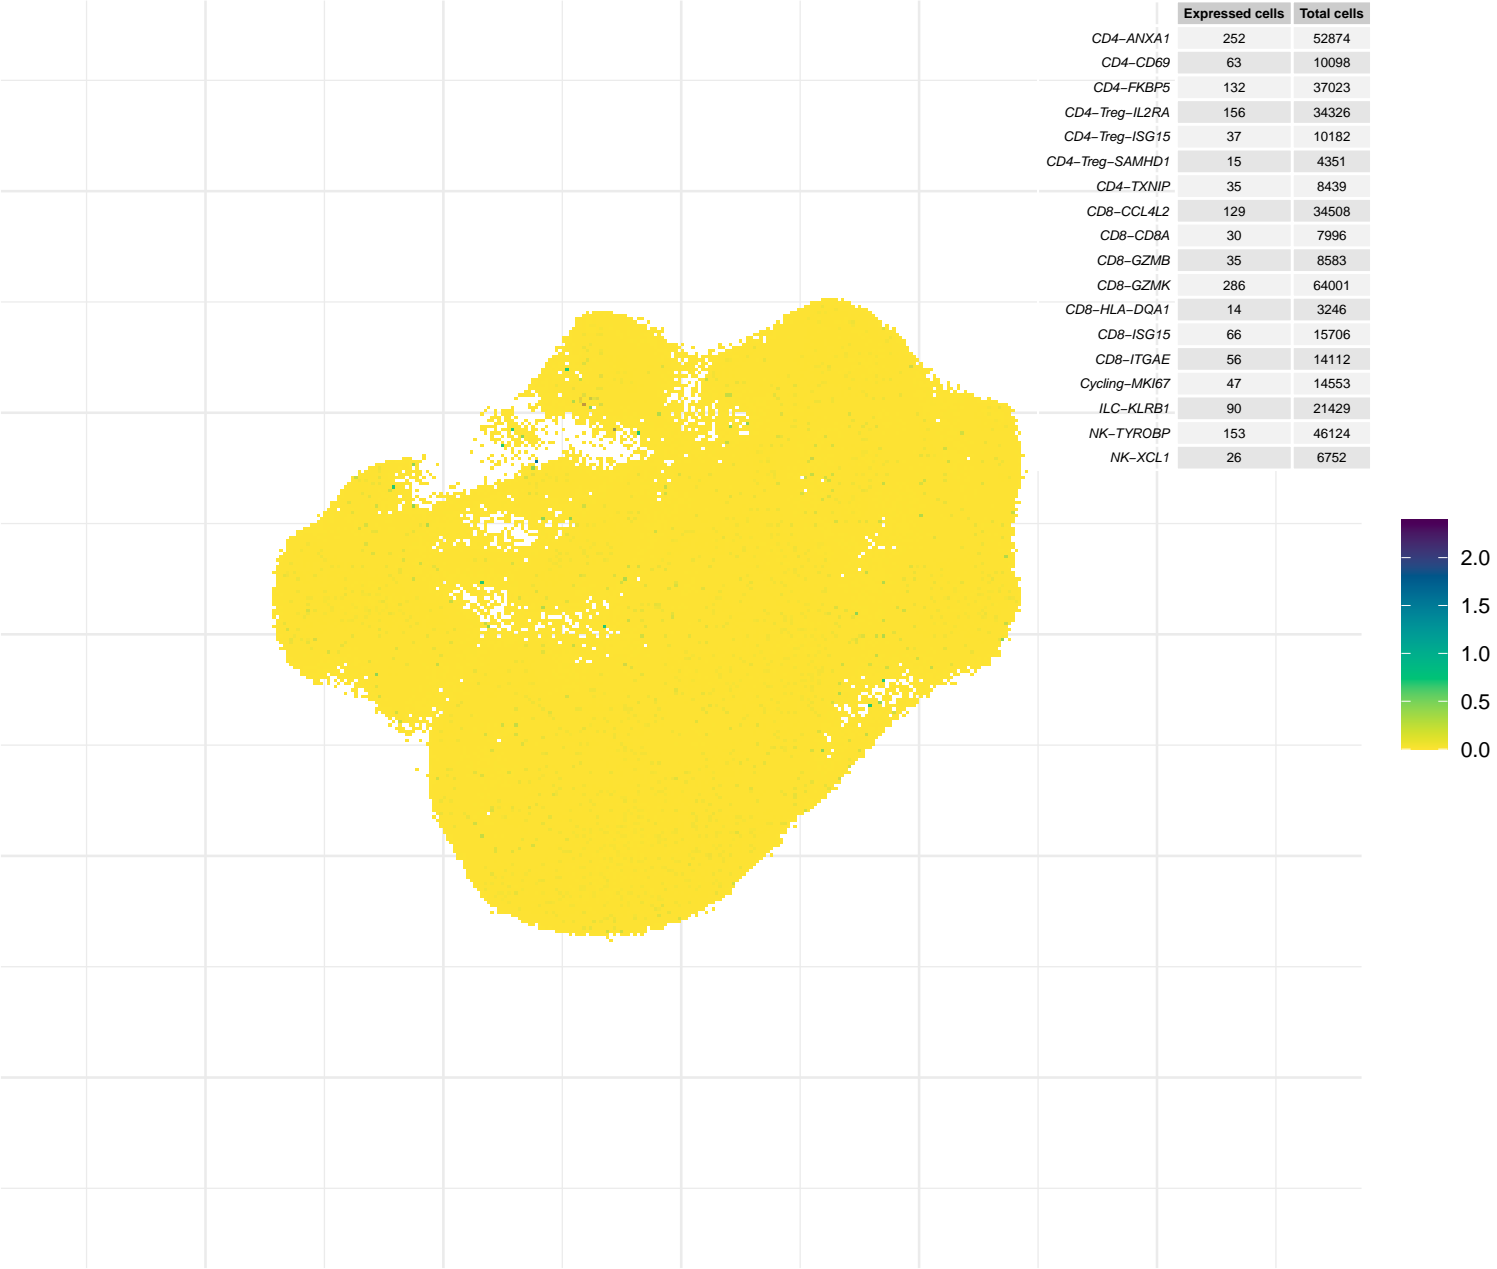 Expressed cells Total cells
CD4−ANXA1 252 52874
CD4−CD69 63 10098
CD4−FKBP5 132 37023
CD4−Treg−IL2RA 156 34326
CD4−Treg−ISG15 37 10182
CD4−Treg−SAMHD1 15 4351
CD4−TXNIP 35 8439
CD8−CCL4L2 129 34508
CD8−CD8A 30 7996
CD8−GZMB 35 8583
CD8−GZMK 286 64001
CD8−HLA−DQA1 14 3246
CD8−ISG15 66 15706
CD8−ITGAE 56 14112
Cycling−MKI67 47 14553
ILC−KLRB1 90 21429
NK−TYROBP 153 46124
NK−XCL1 26 6752
2.0
1.5
1.0
0.5
0.0